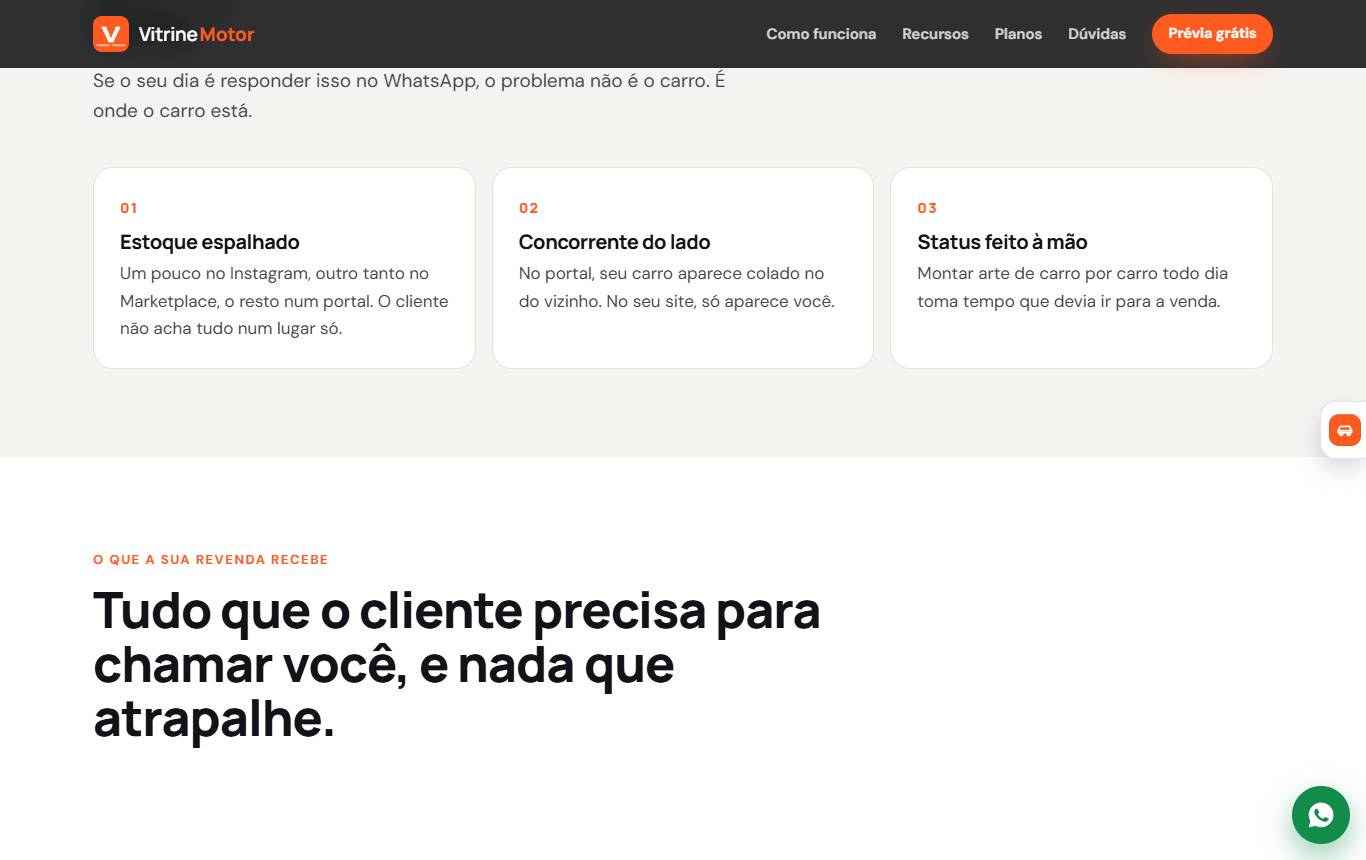 VitrineMotor
Como funciona
Recursos
Planos
Dúvidas
Prévia grátis
Se o seu dia é responder isso no WhatsApp, o problema não é o carro. É
onde o carro está.
01
Estoque espalhado
Um pouco no Instagram, outro tanto no
Marketplace, o resto num portal. O cliente
não acha tudo num lugar só.
02
Concorrente do lado
No portal, seu carro aparece colado no
do vizinho. No seu site, só aparece você.
03
Status feito à mão
Montar arte de carro por carro todo dia
toma tempo que devia ir para a venda.
O QUE A SUA REVENDA RECEBE
Tudo que o cliente precisa para
chamar você, e nada que
atrapalhe.